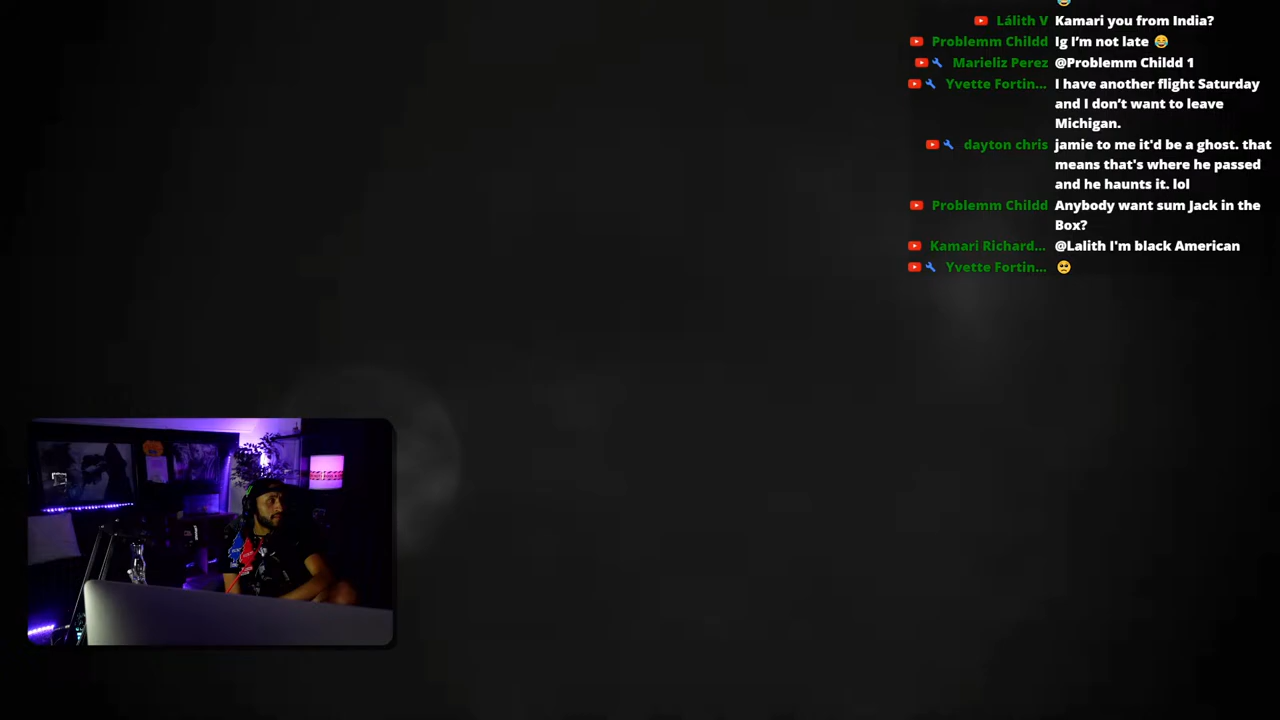 Lálith V Kamari you from India?
Problemm Childd Ig I’m not late 😂
Marieliz Perez @Problemm Childd 1
Yvette Fortin... I have another flight Saturday
and I don’t want to leave
Michigan.
dayton chris jamie to me it'd be a ghost. that
means that's where he passed
and he haunts it. lol
Problemm Childd Anybody want sum Jack in the
Box?
Kamari Richard... @Lalith I'm black American
Yvette Fortin... 🥺